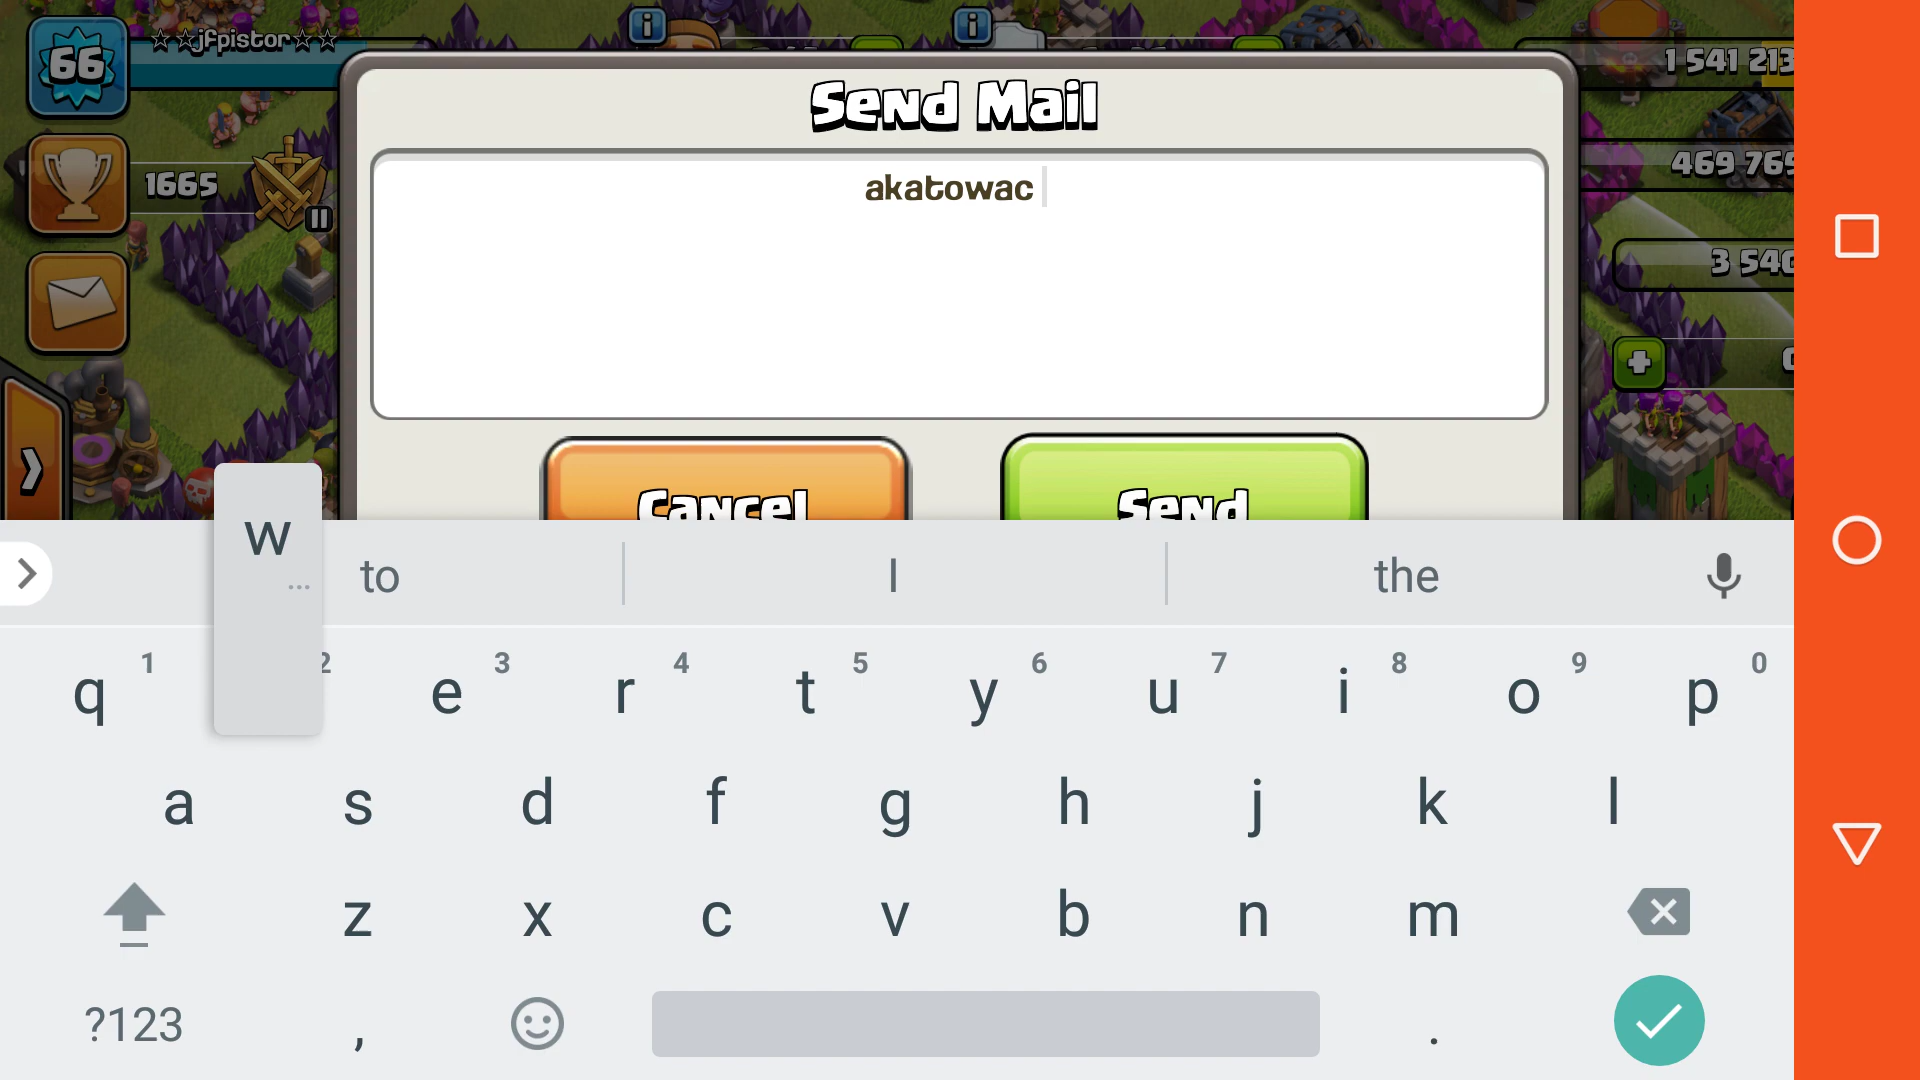 66
☆☆jfpistor☆☆
1 541 213
Send Mail
1665
469 765
akatowac
3 540
Cancel
Send
w
...
to
I
the
q 1
2
e 3
r 4
t 5
y 6
u 7
i 8
o 9
p 0
a s d f g h j k l
z x c v b n m
?123 , .